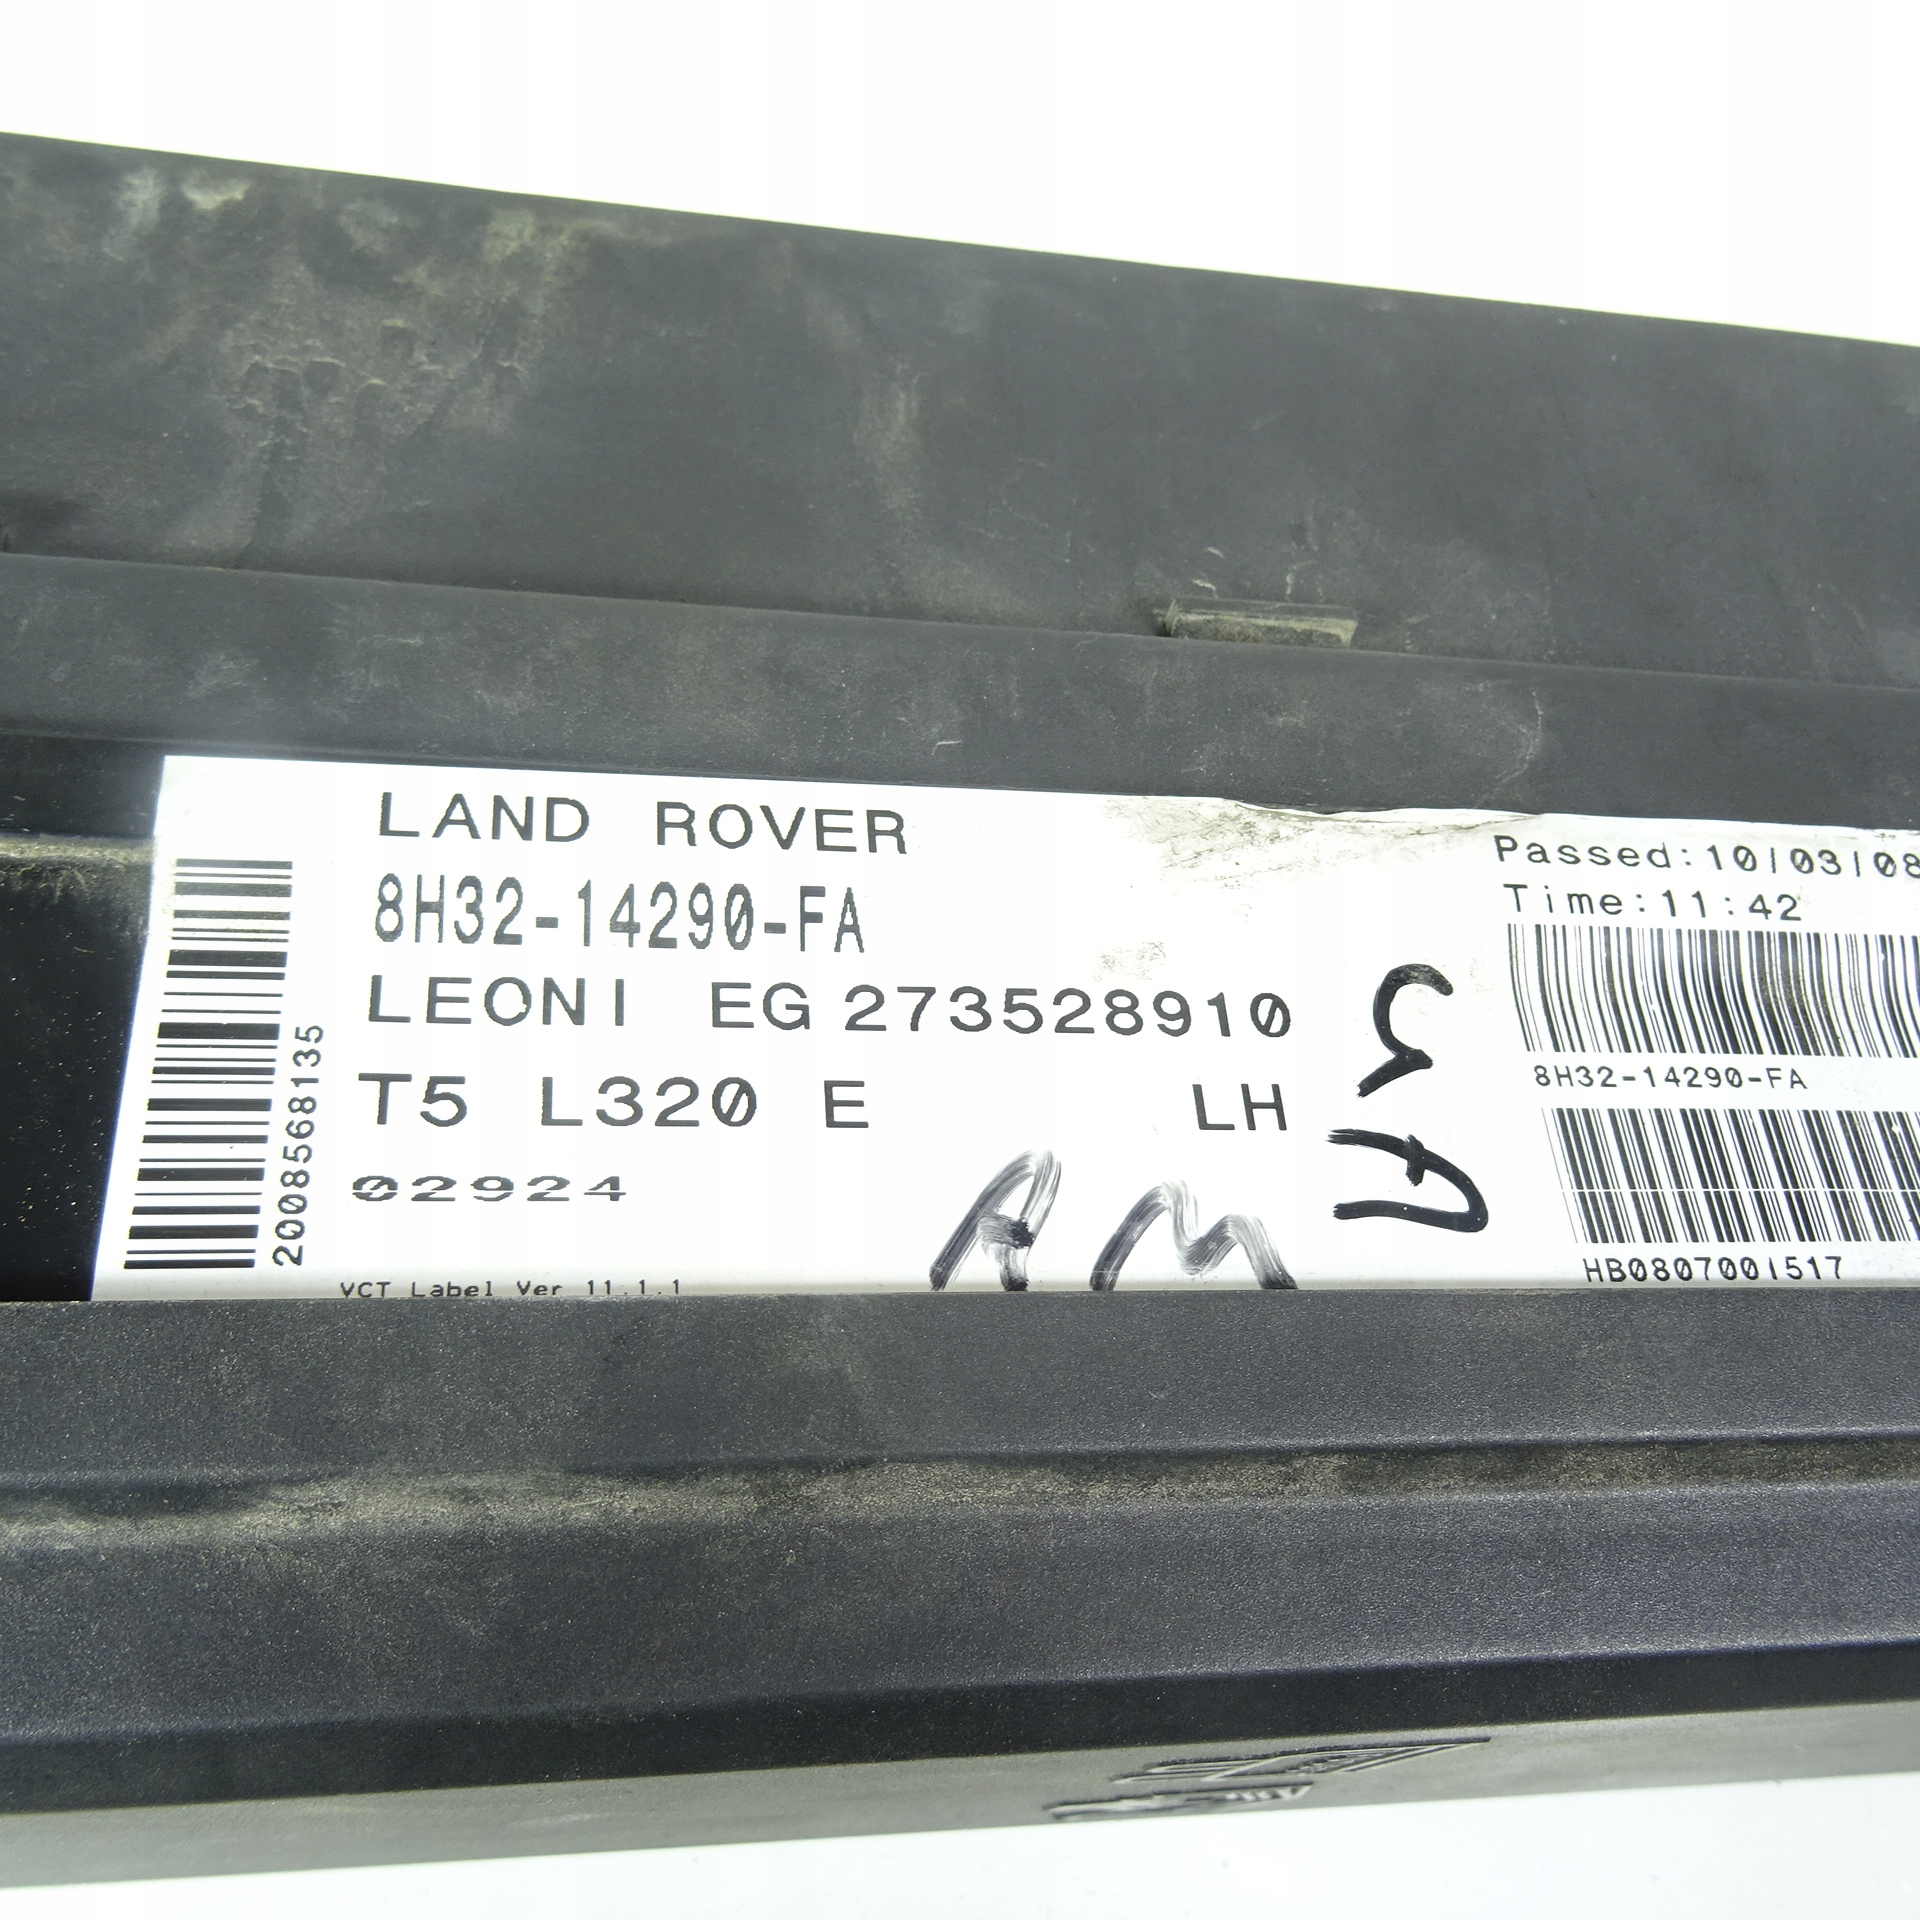 LAND ROVER
8H32-14290-FA
LEONI EG 273528910
T5 L320 E LH
02924
VCT Label Ver 11.1.1
2008568135
AM
Passed:10/03/08
Time:11:42
8H32-14290-FA
HB0807001517